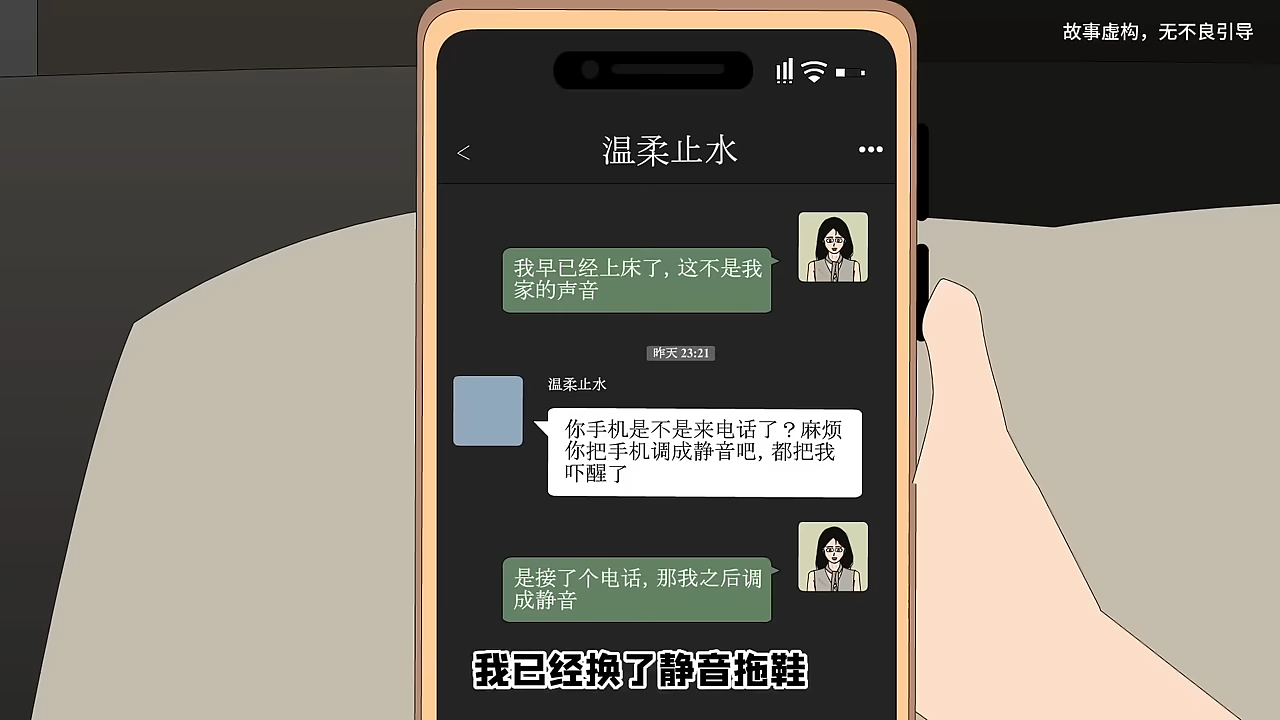 故事虚构，无不良引导
<
温柔止水
•••
我早已经上床了, 这不是我
家的声音
昨天 23:21
温柔止水
你手机是不是来电话了？麻烦
你把手机调成静音吧, 都把我
吓醒了
是接了个电话, 那我之后调
成静音
我已经换了静音拖鞋